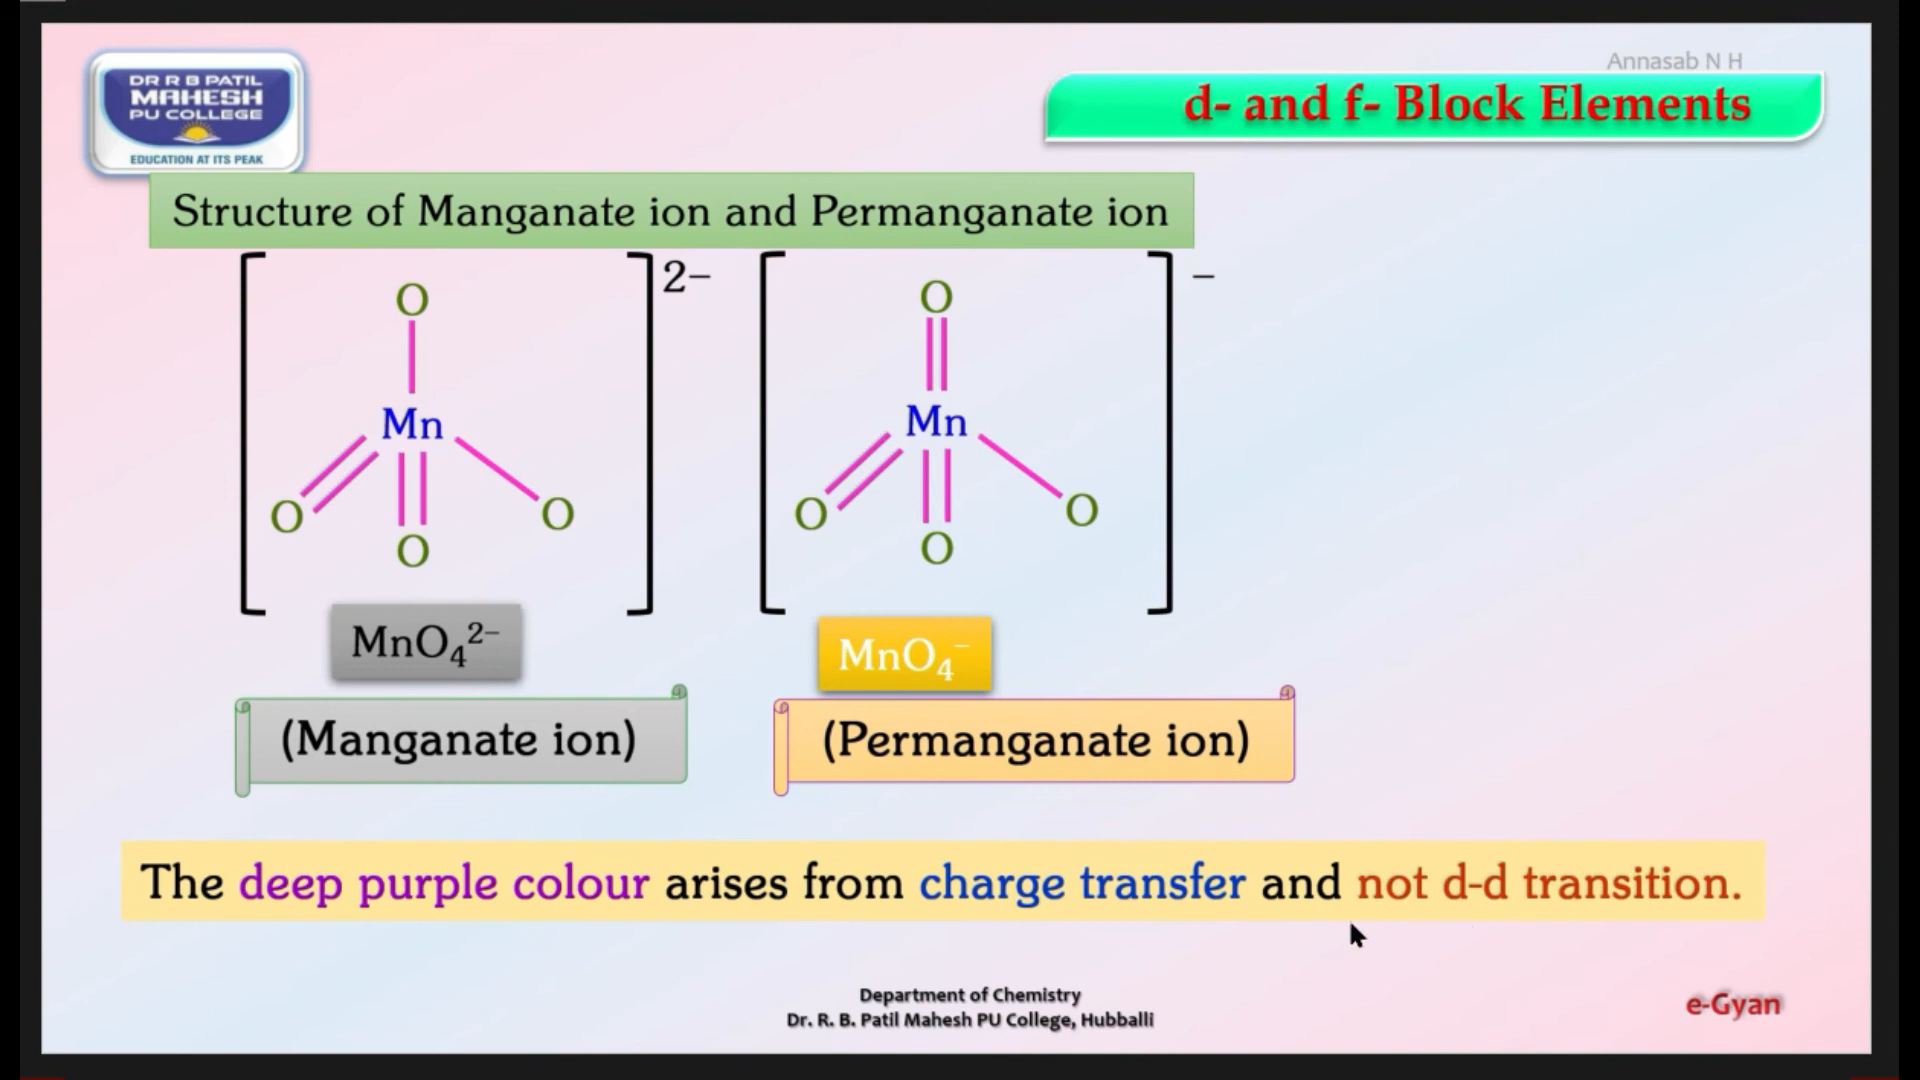 Annasab N H
DR R B PATIL
MAHESH
PU COLLEGE
EDUCATION AT ITS PEAK
d- and f- Block Elements
Structure of Manganate ion and Permanganate ion
2–
–
O
O
Mn
Mn
O
O
O
O
O
O
MnO₄²⁻
MnO₄⁻
(Manganate ion)
(Permanganate ion)
The deep purple colour arises from charge transfer and not d-d transition.
Department of Chemistry
Dr. R. B. Patil Mahesh PU College, Hubballi
e-Gyan